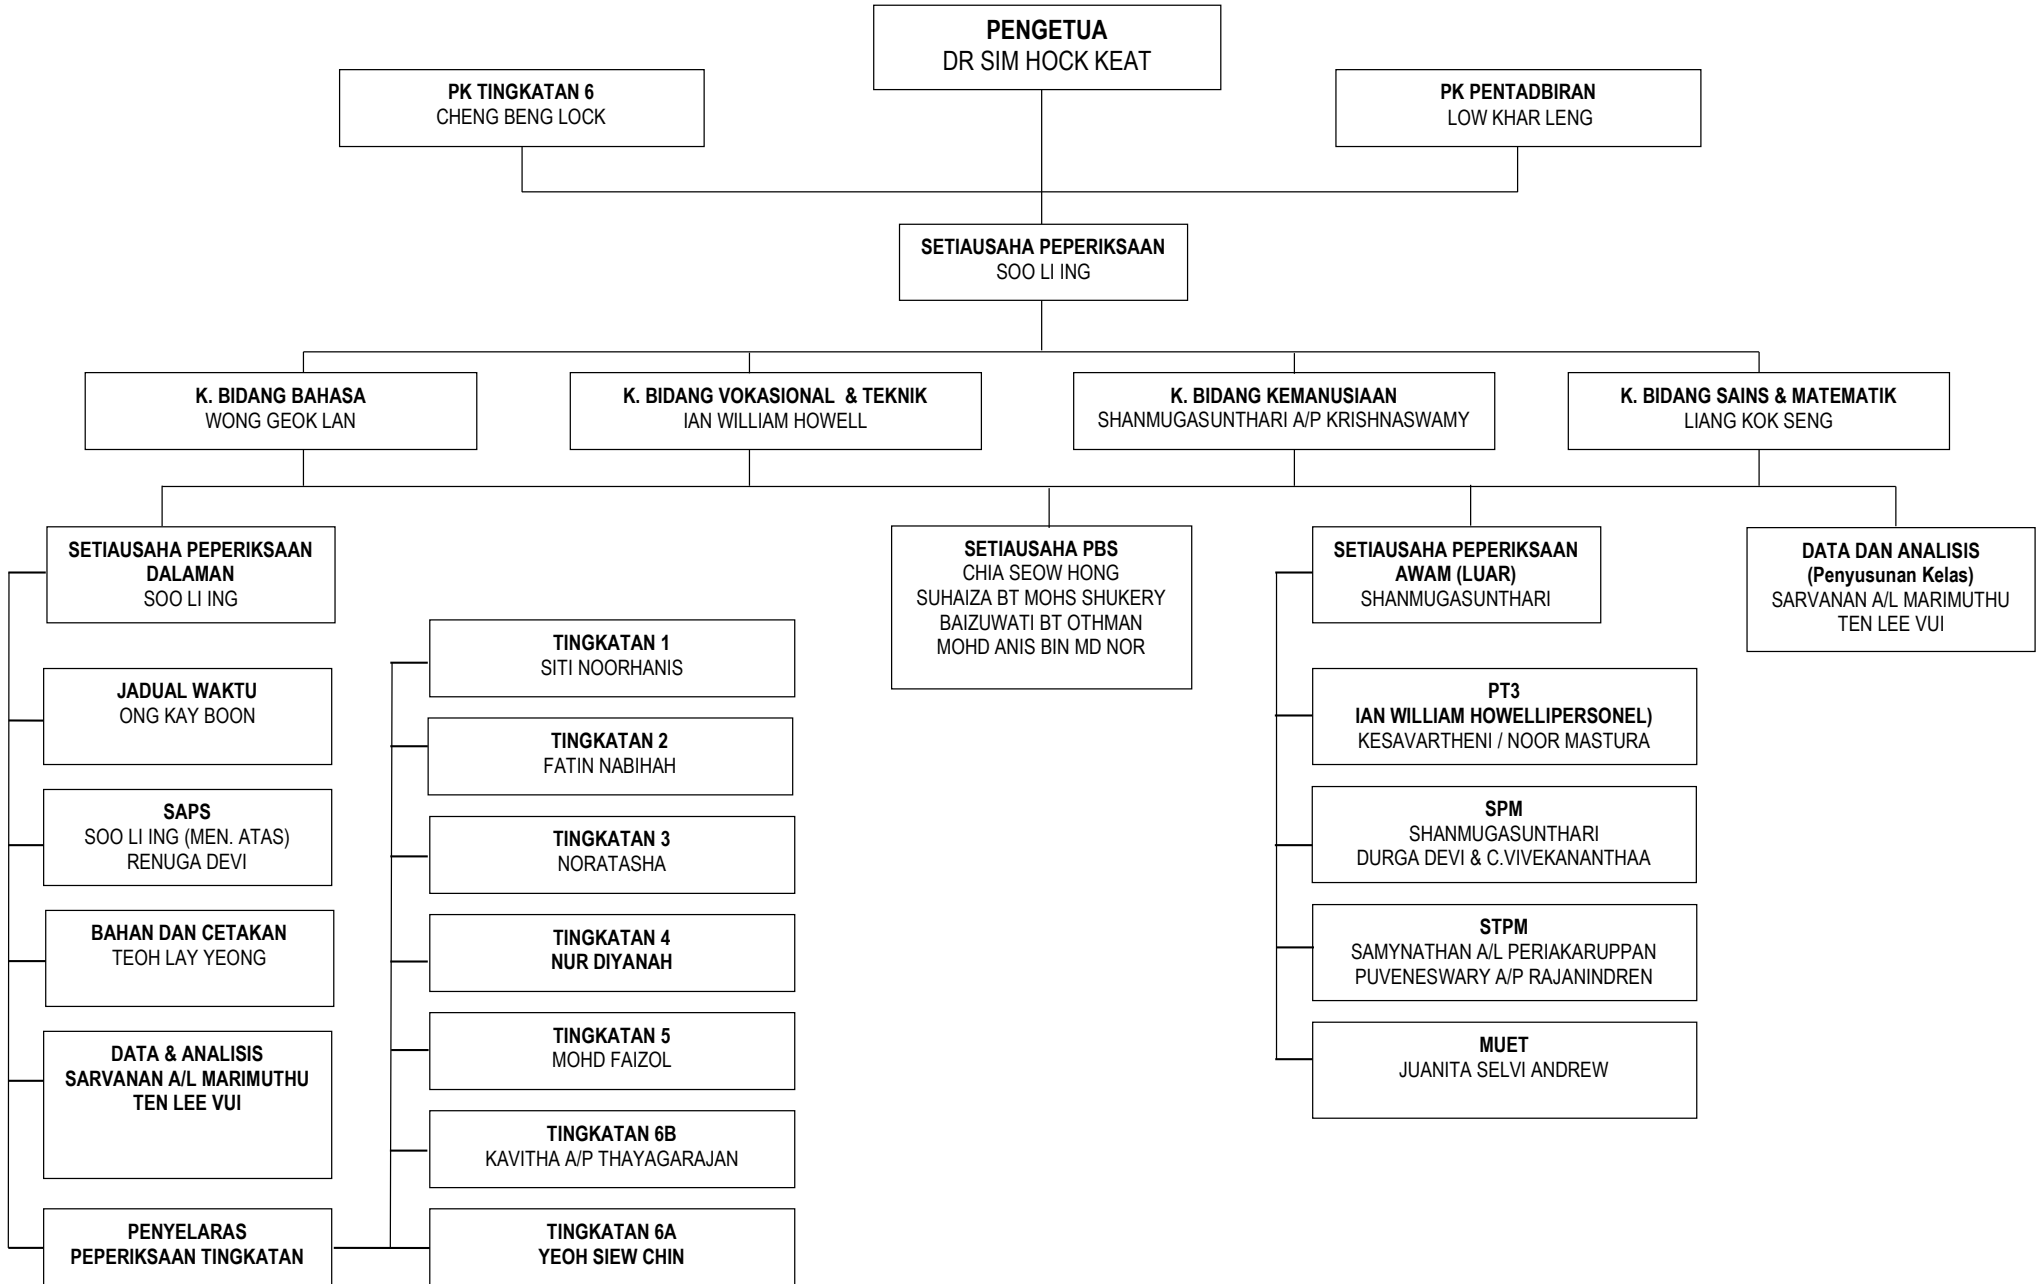 PENGETUA
DR SIM HOCK KEAT
PK TINGKATAN 6
CHENG BENG LOCK
PK PENTADBIRAN
LOW KHAR LENG
SETIAUSAHA PEPERIKSAAN
SOO LI ING
K. BIDANG BAHASA
WONG GEOK LAN
K. BIDANG VOKASIONAL & TEKNIK
IAN WILLIAM HOWELL
K. BIDANG KEMANUSIAAN
SHANMUGASUNTHARI A/P KRISHNASWAMY
K. BIDANG SAINS & MATEMATIK
LIANG KOK SENG
SETIAUSAHA PEPERIKSAAN
DALAMAN
SOO LI ING
JADUAL WAKTU
ONG KAY BOON
SAPS
SOO LI ING (MEN. ATAS)
RENUGA DEVI
BAHAN DAN CETAKAN
TEOH LAY YEONG
DATA & ANALISIS
SARVANAN A/L MARIMUTHU
TEN LEE VUI
PENYELARAS
PEPERIKSAAN TINGKATAN
TINGKATAN 1
SITI NOORHANIS
TINGKATAN 2
FATIN NABIHAH
TINGKATAN 3
NORATASHA
TINGKATAN 4
NUR DIYANAH
TINGKATAN 5
MOHD FAIZOL
TINGKATAN 6B
KAVITHA A/P THAYAGARAJAN
TINGKATAN 6A
YEOH SIEW CHIN
SETIAUSAHA PBS
CHIA SEOW HONG
SUHAIZA BT MOHS SHUKERY
BAIZUWATI BT OTHMAN
MOHD ANIS BIN MD NOR
SETIAUSAHA PEPERIKSAAN
AWAM (LUAR)
SHANMUGASUNTHARI
PT3
IAN WILLIAM HOWELLIPERSONEL)
KESAVARTHENI / NOOR MASTURA
SPM
SHANMUGASUNTHARI
DURGA DEVI & C.VIVEKANANTHAA
STPM
SAMYNATHAN A/L PERIAKARUPPAN
PUVENESWARY A/P RAJANINDREN
MUET
JUANITA SELVI ANDREW
DATA DAN ANALISIS
(Penyusunan Kelas)
SARVANAN A/L MARIMUTHU
TEN LEE VUI